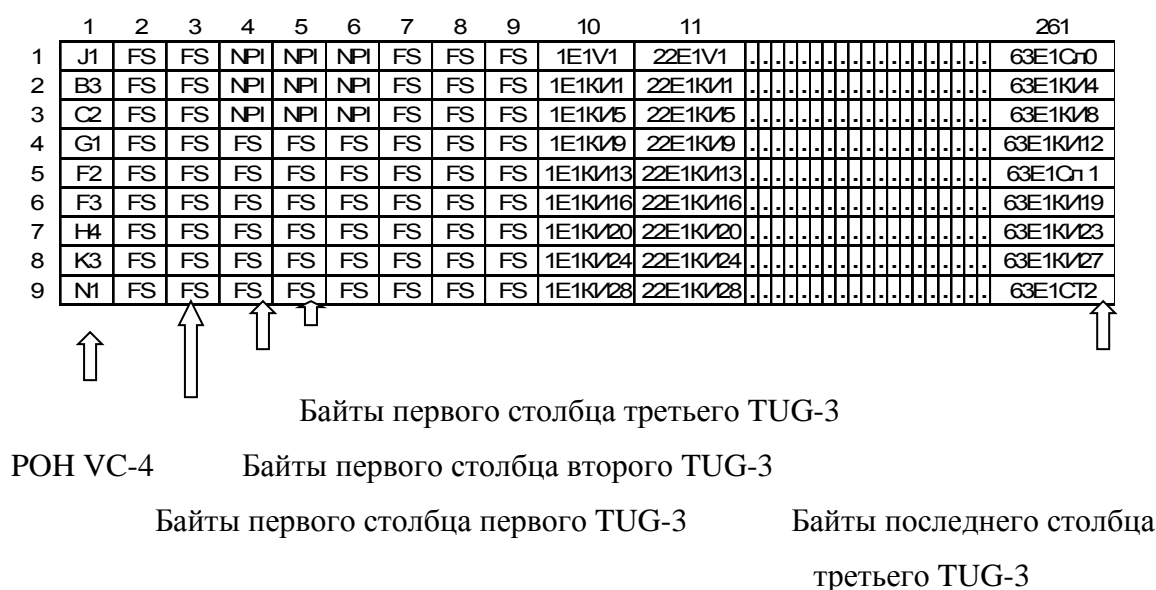 1 2 3 4 5 6 7 8 9 10 11 261
1 J1 FS FS NPI NPI NPI FS FS FS 1E1V1 22E1V1 63E1Сл0
2 B3 FS FS NPI NPI NPI FS FS FS 1E1КИ1 22E1КИ1 63E1КИ4
3 C2 FS FS NPI NPI NPI FS FS FS 1E1КИ5 22E1КИ5 63E1КИ8
4 G1 FS FS FS FS FS FS FS FS 1E1КИ9 22E1КИ9 63E1КИ12
5 F2 FS FS FS FS FS FS FS FS 1E1КИ13 22E1КИ13 63E1Сл 1
6 F3 FS FS FS FS FS FS FS FS 1E1КИ16 22E1КИ16 63E1КИ19
7 H4 FS FS FS FS FS FS FS FS 1E1КИ20 22E1КИ20 63E1КИ23
8 K3 FS FS FS FS FS FS FS FS 1E1КИ24 22E1КИ24 63E1КИ27
9 N1 FS FS FS FS FS FS FS FS 1E1КИ28 22E1КИ28 63E1СТ2
Байты первого столбца третьего TUG-3
POH VC-4 Байты первого столбца второго TUG-3
Байты первого столбца первого TUG-3 Байты последнего столбца
третьего TUG-3